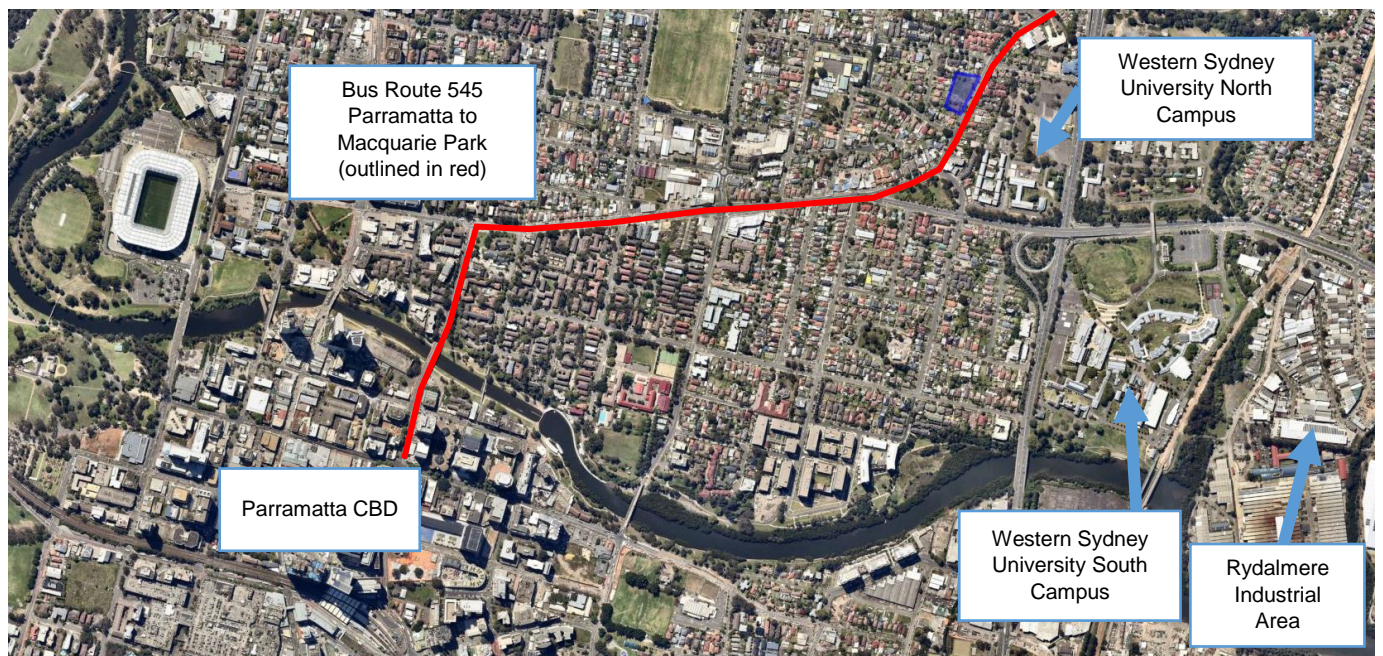 Bus Route 545
Parramatta to
Macquarie Park
(outlined in red)
Western Sydney
University North
Campus
Parramatta CBD
Western Sydney
University South
Campus
Rydalmere
Industrial
Area